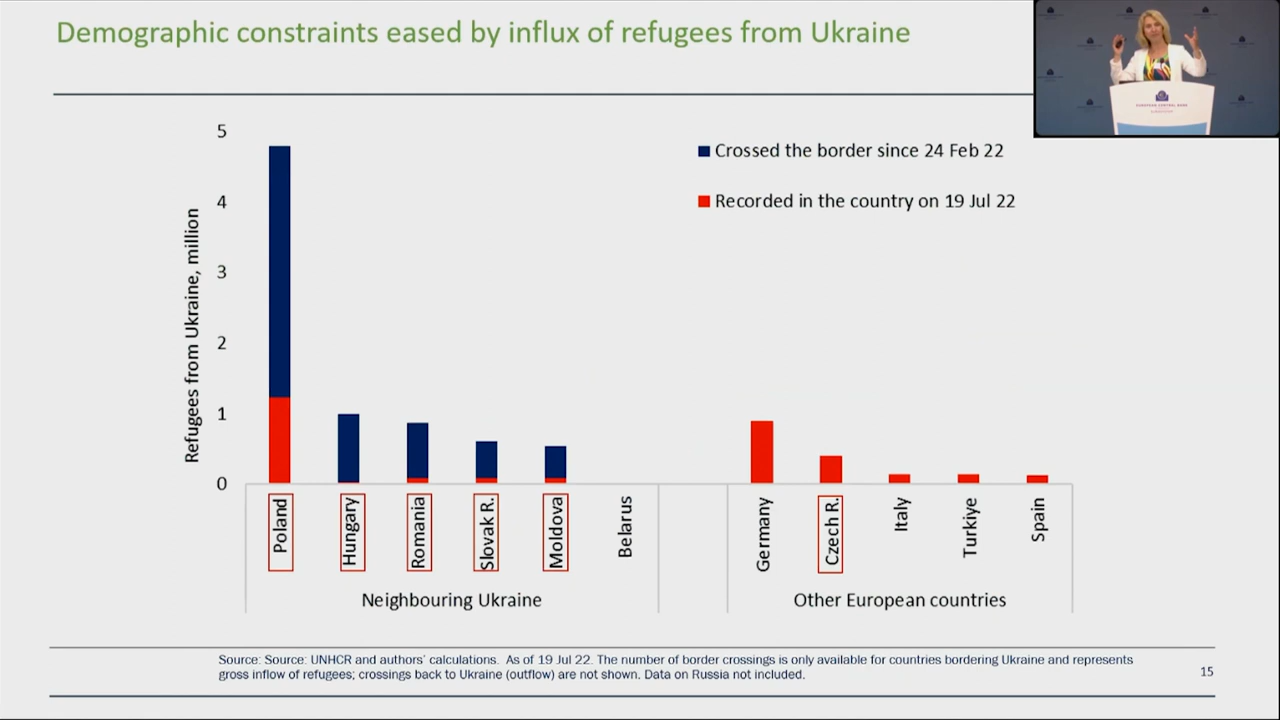 Demographic constraints eased by influx of refugees from Ukraine
EUROPEAN CENTRAL BANK
Crossed the border since 24 Feb 22
Recorded in the country on 19 Jul 22
Refugees from Ukraine, million
5
4
3
2
1
0
Poland
Hungary
Romania
Slovak R.
Moldova
Belarus
Germany
Czech R.
Italy
Turkiye
Spain
Neighbouring Ukraine
Other European countries
Source: Source: UNHCR and authors' calculations. As of 19 Jul 22. The number of border crossings is only available for countries bordering Ukraine and represents
gross inflow of refugees; crossings back to Ukraine (outflow) are not shown. Data on Russia not included.
15